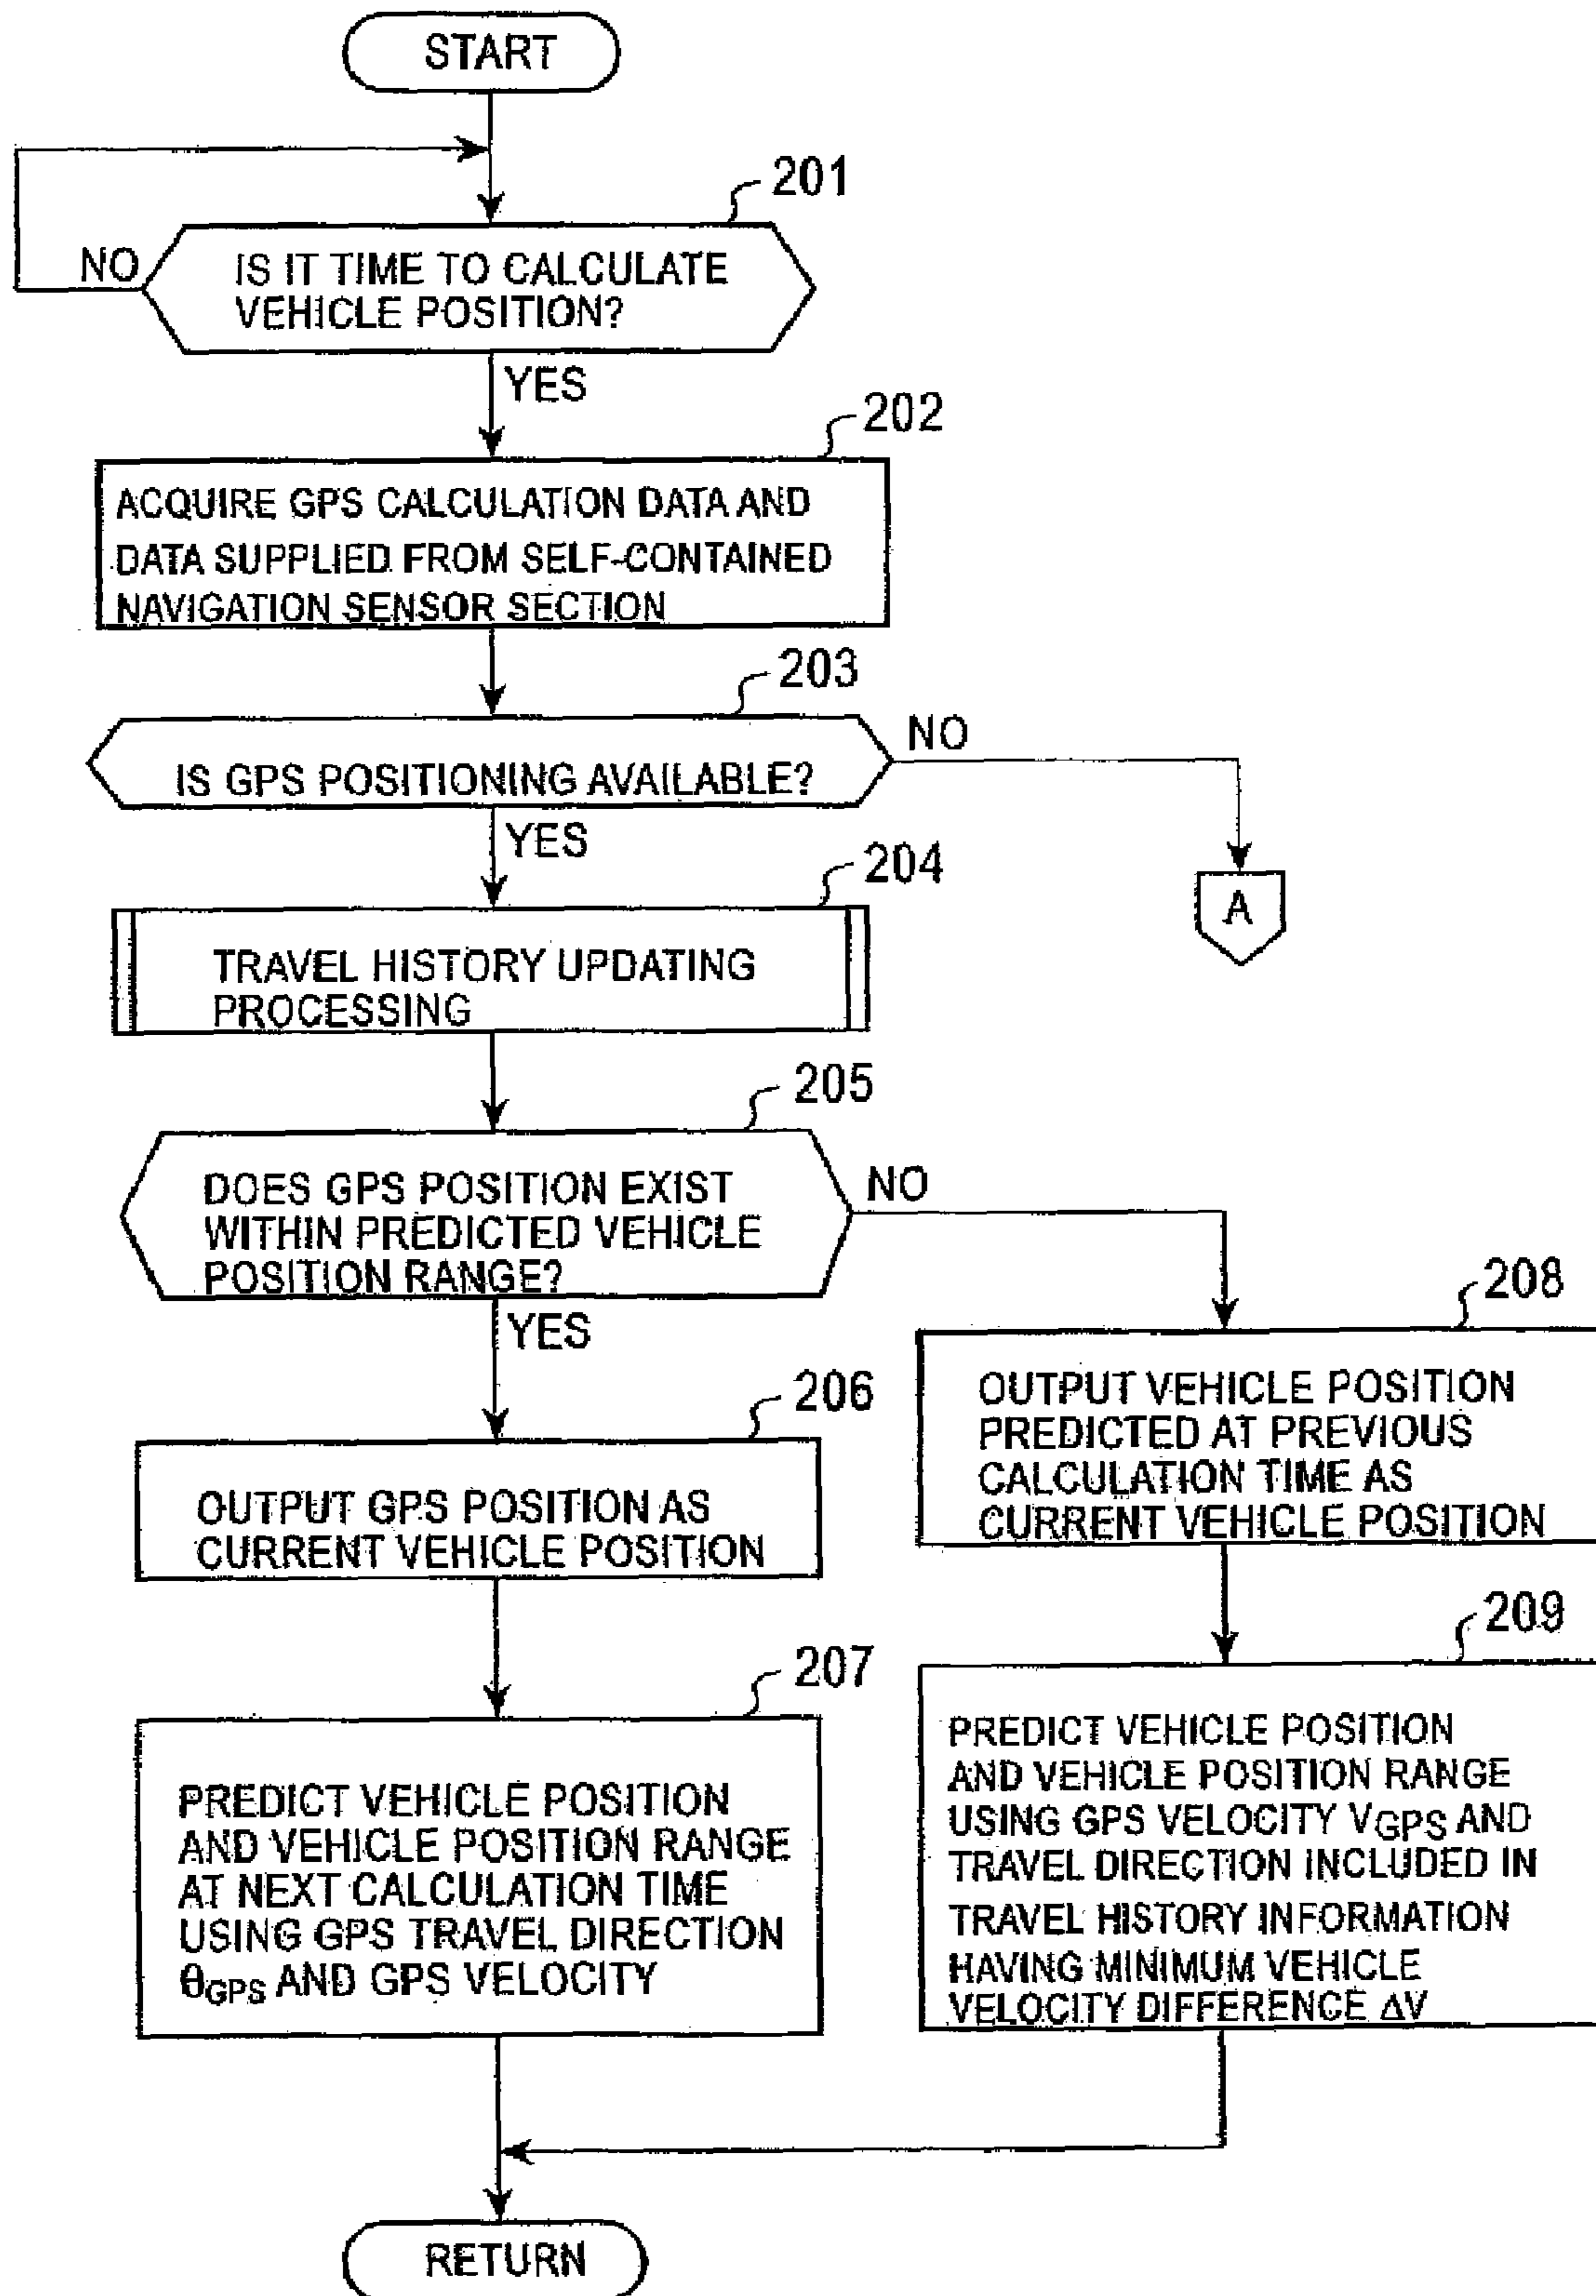 START
201
NO
IS IT TIME TO CALCULATE
VEHICLE POSITION?
YES
202
ACQUIRE GPS CALCULATION DATA AND
DATA SUPPLIED FROM SELF-CONTAINED
NAVIGATION SENSOR SECTION
203
NO
IS GPS POSITIONING AVAILABLE?
YES
A
204
TRAVEL HISTORY UPDATING
PROCESSING
205
NO
DOES GPS POSITION EXIST
WITHIN PREDICTED VEHICLE
POSITION RANGE?
YES
206
OUTPUT GPS POSITION AS
CURRENT VEHICLE POSITION
207
PREDICT VEHICLE POSITION
AND VEHICLE POSITION RANGE
AT NEXT CALCULATION TIME
USING GPS TRAVEL DIRECTION
θGPS AND GPS VELOCITY
208
OUTPUT VEHICLE POSITION
PREDICTED AT PREVIOUS
CALCULATION TIME AS
CURRENT VEHICLE POSITION
209
PREDICT VEHICLE POSITION
AND VEHICLE POSITION RANGE
USING GPS VELOCITY VGPS AND
TRAVEL DIRECTION INCLUDED IN
TRAVEL HISTORY INFORMATION
HAVING MINIMUM VEHICLE
VELOCITY DIFFERENCE ΔV
RETURN